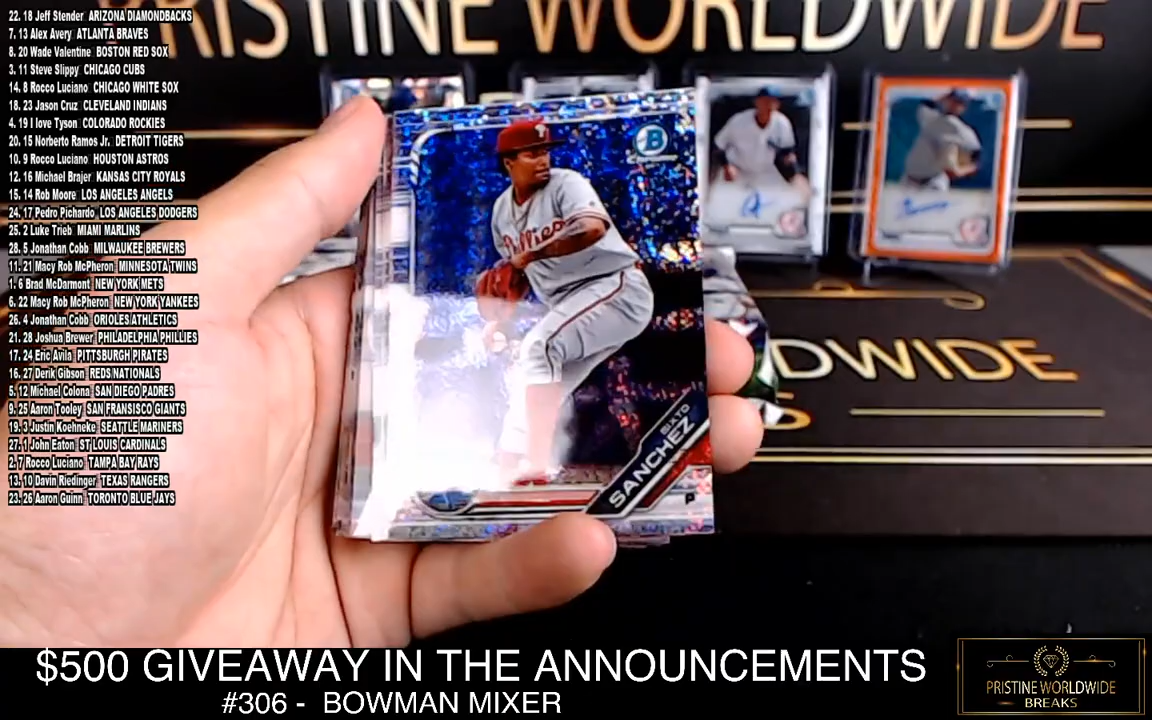 PRISTINE WORLDWIDE
22. 18 Jeff Stender ARIZONA DIAMONDBACKS
7. 13 Alex Avery ATLANTA BRAVES
8. 20 Wade Valentine BOSTON RED SOX
3. 11 Steve Slippy CHICAGO CUBS
14. 8 Rocco Luciano CHICAGO WHITE SOX
18. 23 Jason Cruz CLEVELAND INDIANS
4. 19 I love Tyson COLORADO ROCKIES
20. 15 Norberto Ramos Jr. DETROIT TIGERS
10. 9 Rocco Luciano HOUSTON ASTROS
12. 16 Michael Brajer KANSAS CITY ROYALS
15. 14 Rob Moore LOS ANGELES ANGELS
24. 17 Pedro Pichardo LOS ANGELES DODGERS
25. 2 Luke Trieb MIAMI MARLINS
28. 5 Jonathan Cobb MILWAUKEE BREWERS
11. 21 Macy Rob McPheron MINNESOTA TWINS
1. 6 Brad McDarmont NEW YORK METS
6. 22 Macy Rob McPheron NEW YORK YANKEES
26. 4 Jonathan Cobb ORIOLES ATHLETICS
21. 28 Joshua Brewer PHILADELPHIA PHILLIES
17. 24 Eric Avila PITTSBURGH PIRATES
16. 27 Derik Gibson REDS NATIONALS
5. 12 Michael Colona SAN DIEGO PADRES
9. 25 Aaron Tooley SAN FRANSISCO GIANTS
19. 3 Justin Koehneke SEATTLE MARINERS
27. 1 John Eaton ST LOUIS CARDINALS
2. 7 Rocco Luciano TAMPA BAY RAYS
13. 10 Davin Riedinger TEXAS RANGERS
23. 26 Aaron Guinn TORONTO BLUE JAYS
B
Phillies
SIXTO
SANCHEZ
P
DWIDE
S
$500 GIVEAWAY IN THE ANNOUNCEMENTS
#306 - BOWMAN MIXER
PRISTINE WORLDWIDE
BREAKS